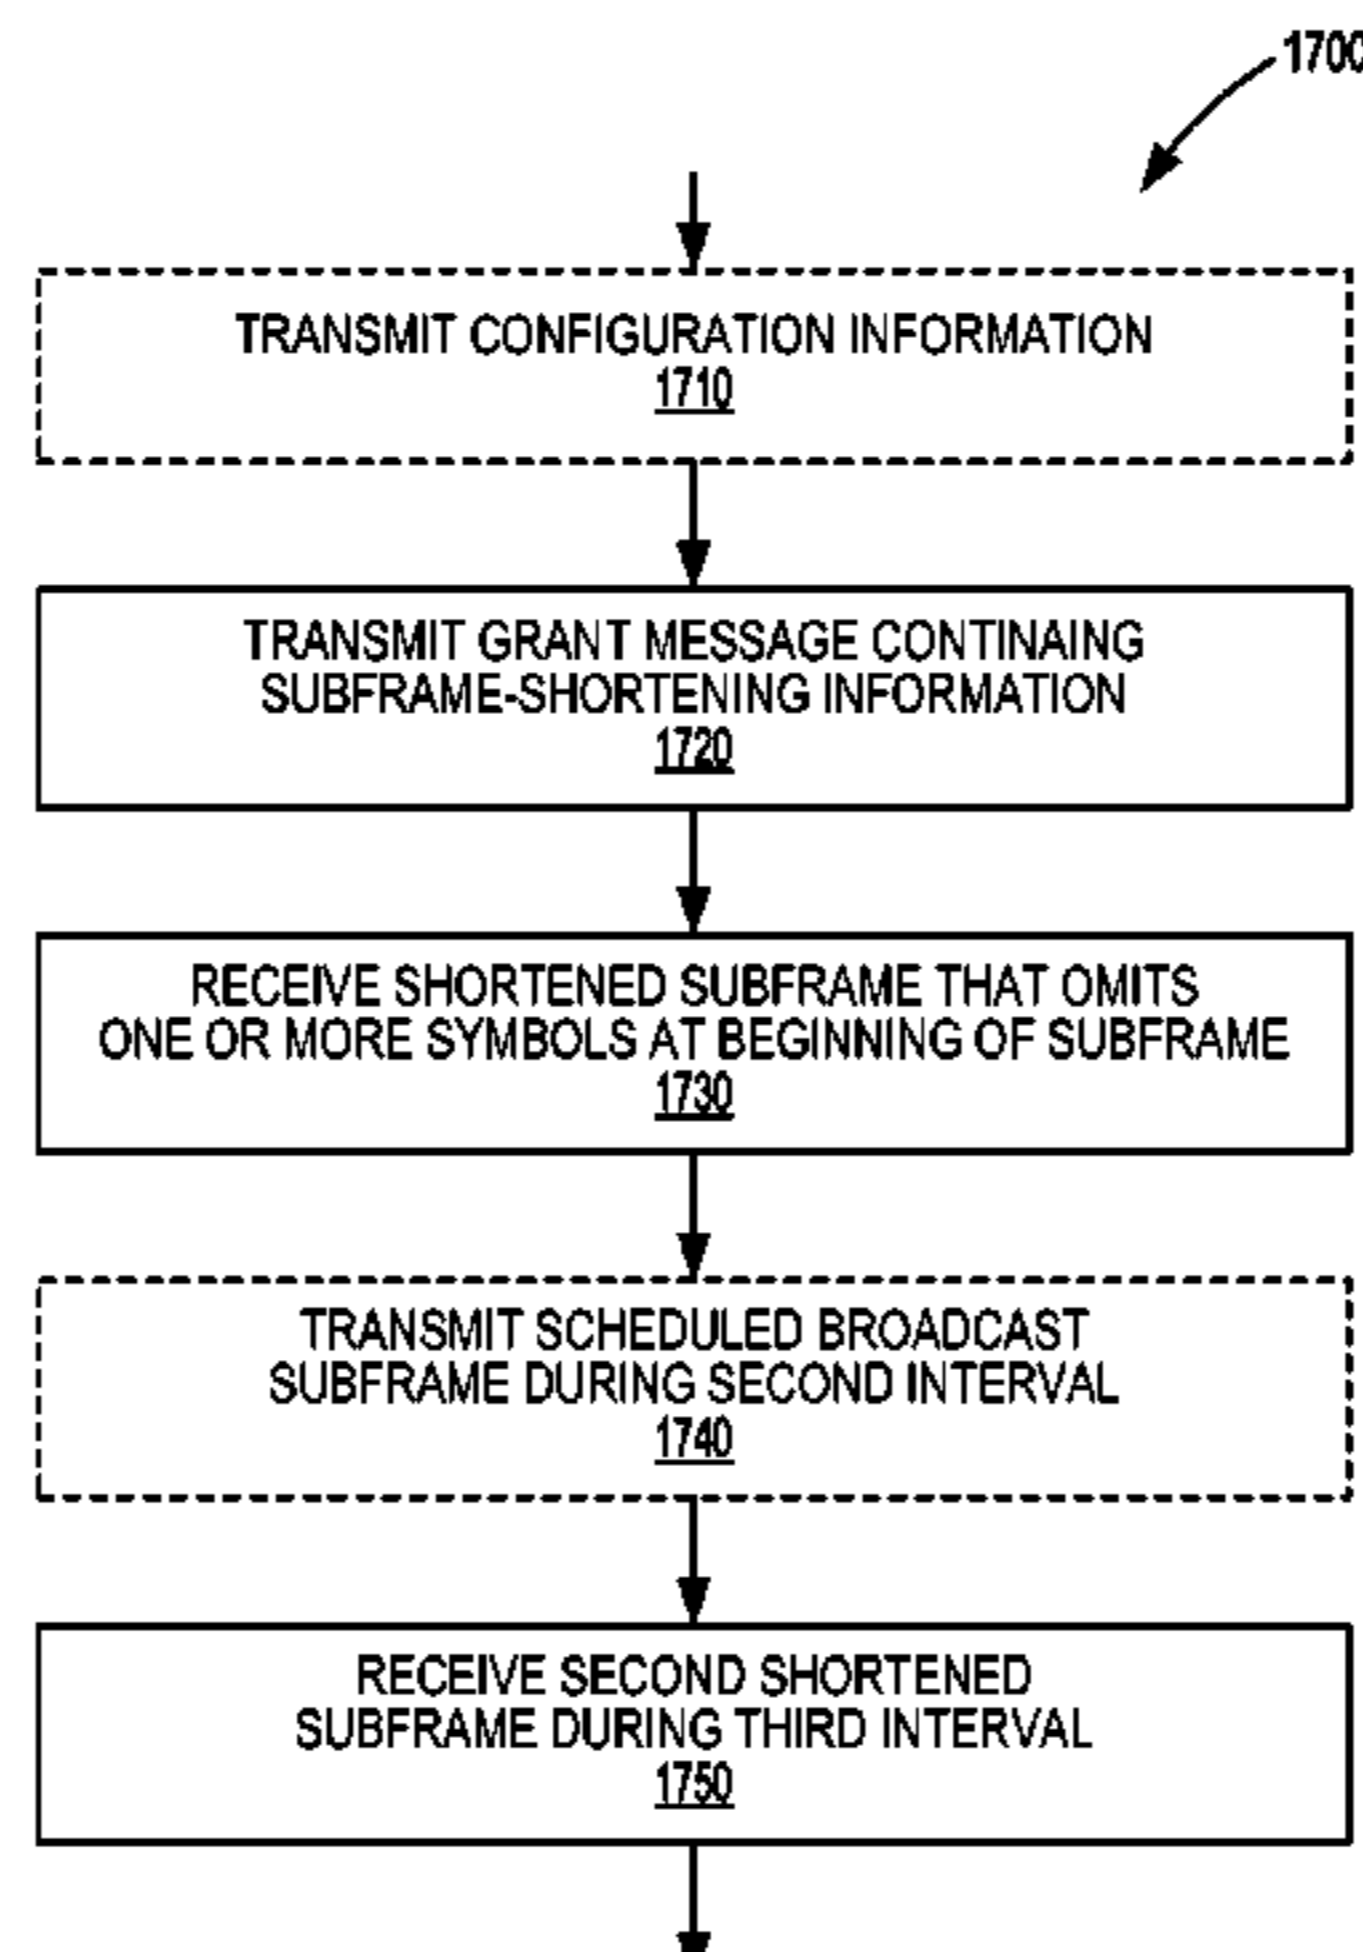 1700
TRANSMIT CONFIGURATION INFORMATION
1710
TRANSMIT GRANT MESSAGE CONTINAING
SUBFRAME-SHORTENING INFORMATION
1720
RECEIVE SHORTENED SUBFRAME THAT OMITS
ONE OR MORE SYMBOLS AT BEGINNING OF SUBFRAME
1730
TRANSMIT SCHEDULED BROADCAST
SUBFRAME DURING SECOND INTERVAL
1740
RECEIVE SECOND SHORTENED
SUBFRAME DURING THIRD INTERVAL
1750